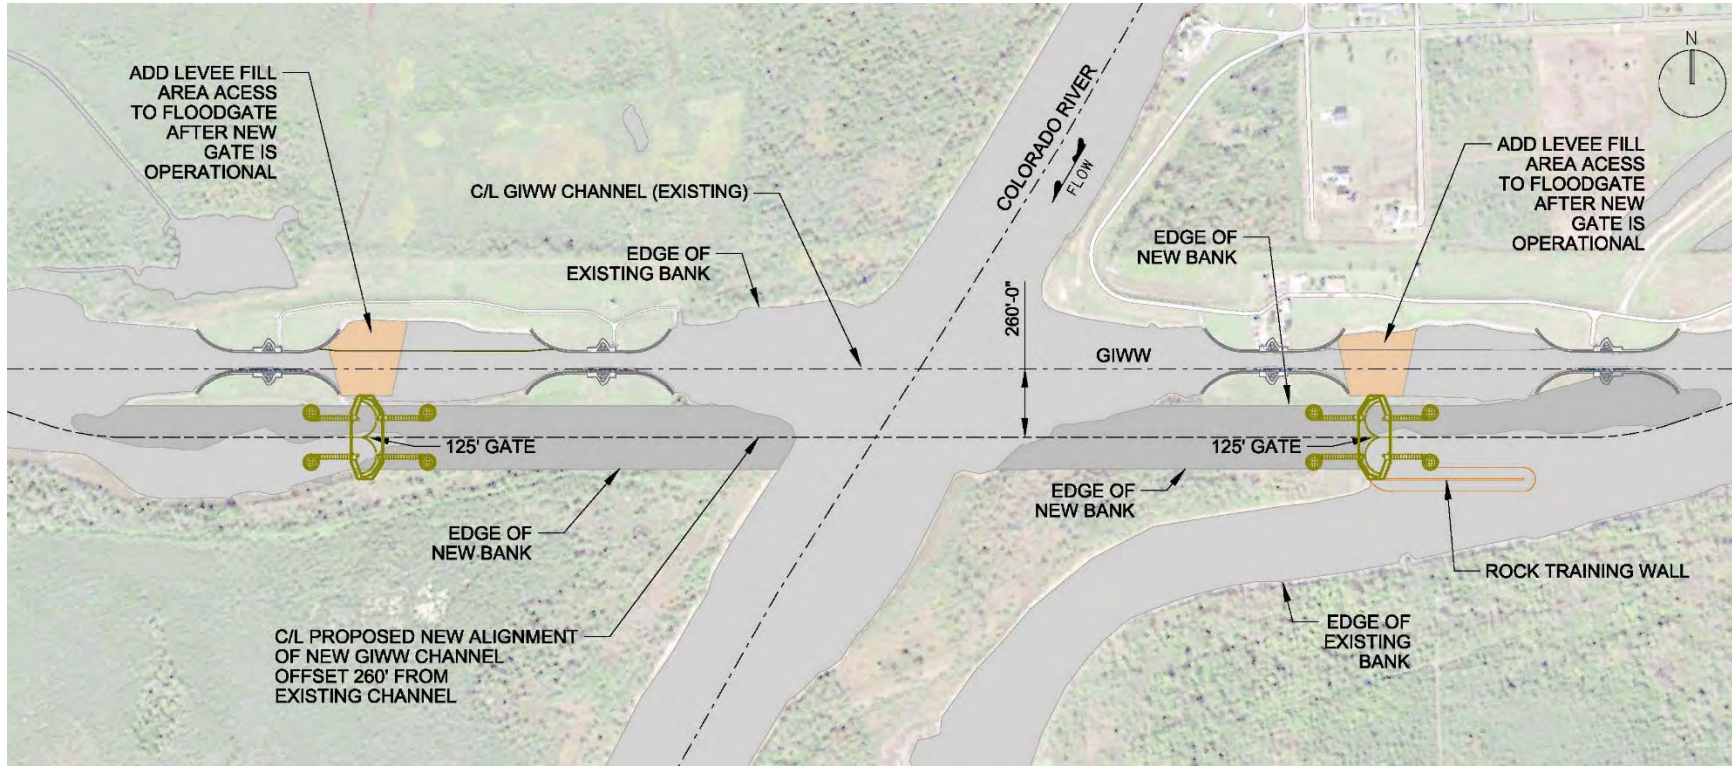 ADD LEVEE FILL
AREA ACESS
TO FLOODGATE
AFTER NEW
GATE IS
OPERATIONAL
C/L GIWW CHANNEL (EXISTING)
EDGE OF
EXISTING BANK
COLORADO RIVER
FLOW
N
ADD LEVEE FILL
AREA ACESS
TO FLOODGATE
AFTER NEW
GATE IS
OPERATIONAL
EDGE OF
NEW BANK
260'-0"
GIWW
125' GATE
125' GATE
EDGE OF
NEW BANK
EDGE OF
NEW BANK
ROCK TRAINING WALL
C/L PROPOSED NEW ALIGNMENT
OF NEW GIWW CHANNEL
OFFSET 260' FROM
EXISTING CHANNEL
EDGE OF
EXISTING
BANK